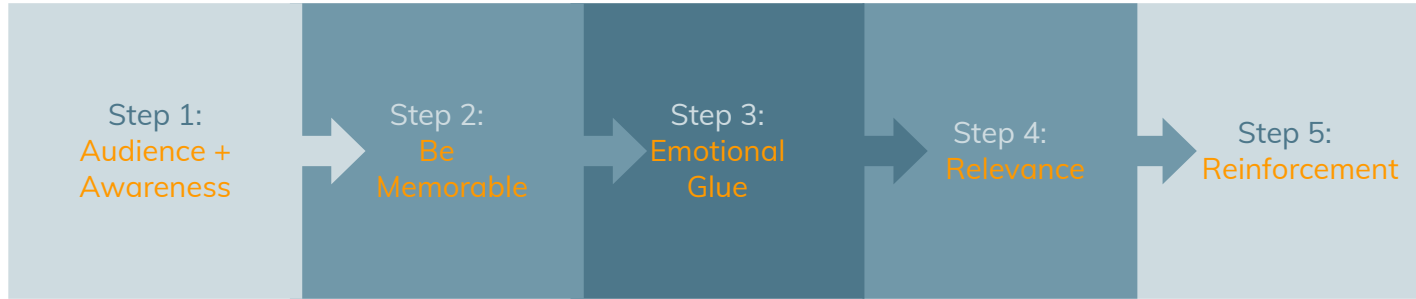 Step 1:
Audience +
Awareness
Step 2:
Be
Memorable
Step 3:
Emotional
Glue
Step 4:
Relevance
Step 5:
Reinforcement